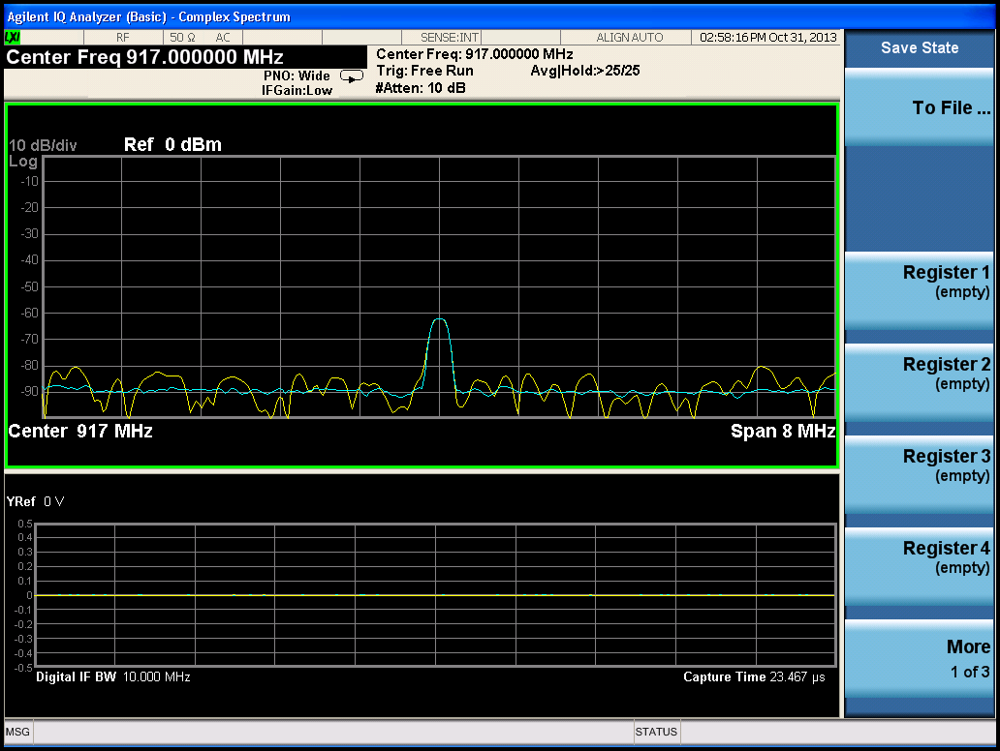 Agilent IQ Analyzer (Basic) - Complex Spectrum
LXI RF 50 Ω AC SENSE:INT ALIGN AUTO 02:58:16 PM Oct 31, 2013
Center Freq 917.000000 MHz
PNO: Wide
IFGain:Low
Center Freq: 917.000000 MHz
Trig: Free Run Avg|Hold:>25/25
#Atten: 10 dB
10 dB/div Ref 0 dBm
Log
-10
-20
-30
-40
-50
-60
-70
-80
-90
Center 917 MHz Span 8 MHz
YRef 0 V
0.5
0.4
0.3
0.2
0.1
0
-0.1
-0.2
-0.3
-0.4
-0.5
Digital IF BW 10.000 MHz Capture Time 23.467 µs
MSG STATUS
Save State
To File ...
Register 1
(empty)
Register 2
(empty)
Register 3
(empty)
Register 4
(empty)
More
1 of 3